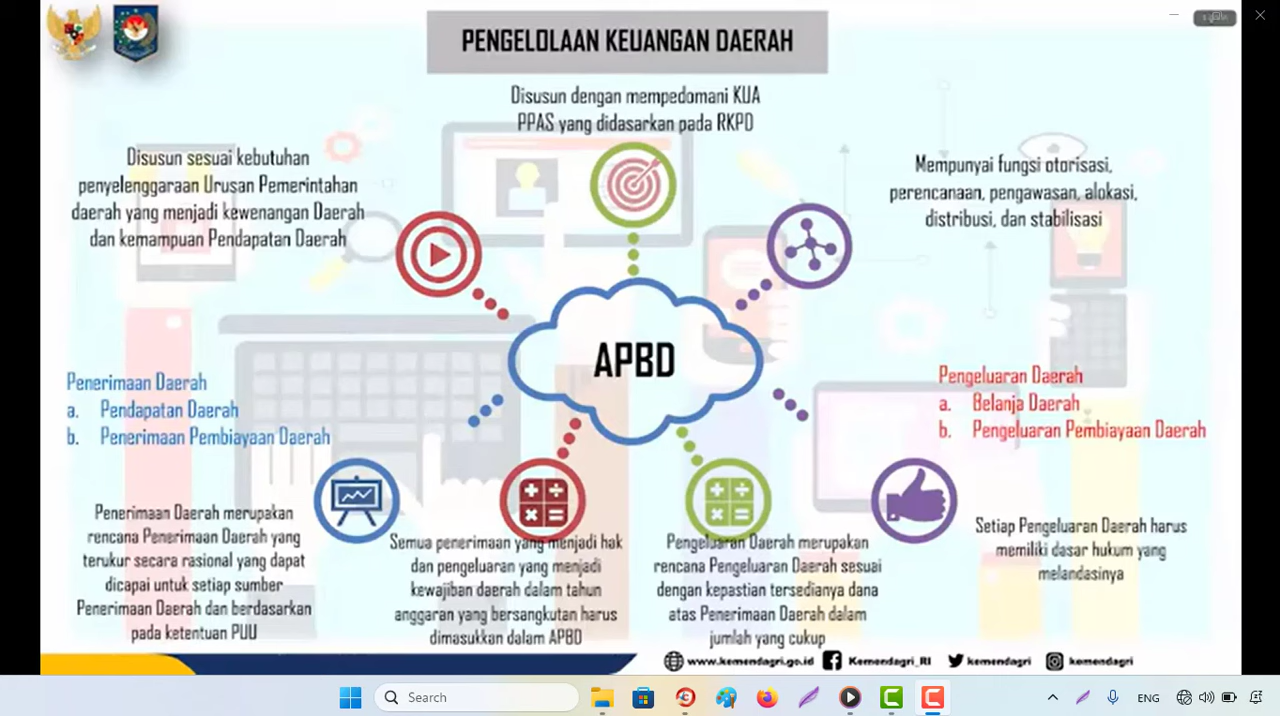 PENGELOLAAN KEUANGAN DAERAH
Disusun dengan mempedomani KUA
PPAS yang didasarkan pada RKPD
Disusun sesuai kebutuhan
penyelenggaraan Urusan Pemerintahan
daerah yang menjadi kewenangan Daerah
dan kemampuan Pendapatan Daerah
Mempunyai fungsi otorisasi,
perencanaan, pengawasan, alokasi,
distribusi, dan stabilisasi
APBD
Penerimaan Daerah
a. Pendapatan Daerah
b. Penerimaan Pembiayaan Daerah
Pengeluaran Daerah
a. Belanja Daerah
b. Pengeluaran Pembiayaan Daerah
Penerimaan Daerah merupakan
rencana Penerimaan Daerah yang
terukur secara rasional yang dapat
dicapai untuk setiap sumber
Penerimaan Daerah dan berdasarkan
pada ketentuan PUU
Semua penerimaan yang menjadi hak
dan pengeluaran yang menjadi
kewajiban daerah dalam tahun
anggaran yang bersangkutan harus
dimasukkan dalam APBD
Pengeluaran Daerah merupakan
rencana Pengeluaran Daerah sesuai
dengan kepastian tersedianya dana
atas Penerimaan Daerah dalam
jumlah yang cukup
Setiap Pengeluaran Daerah harus
memiliki dasar hukum yang
melandasinya
www.kemendagri.go.id Kemendagri_RI kemendagri kemendagri
Search
ENG